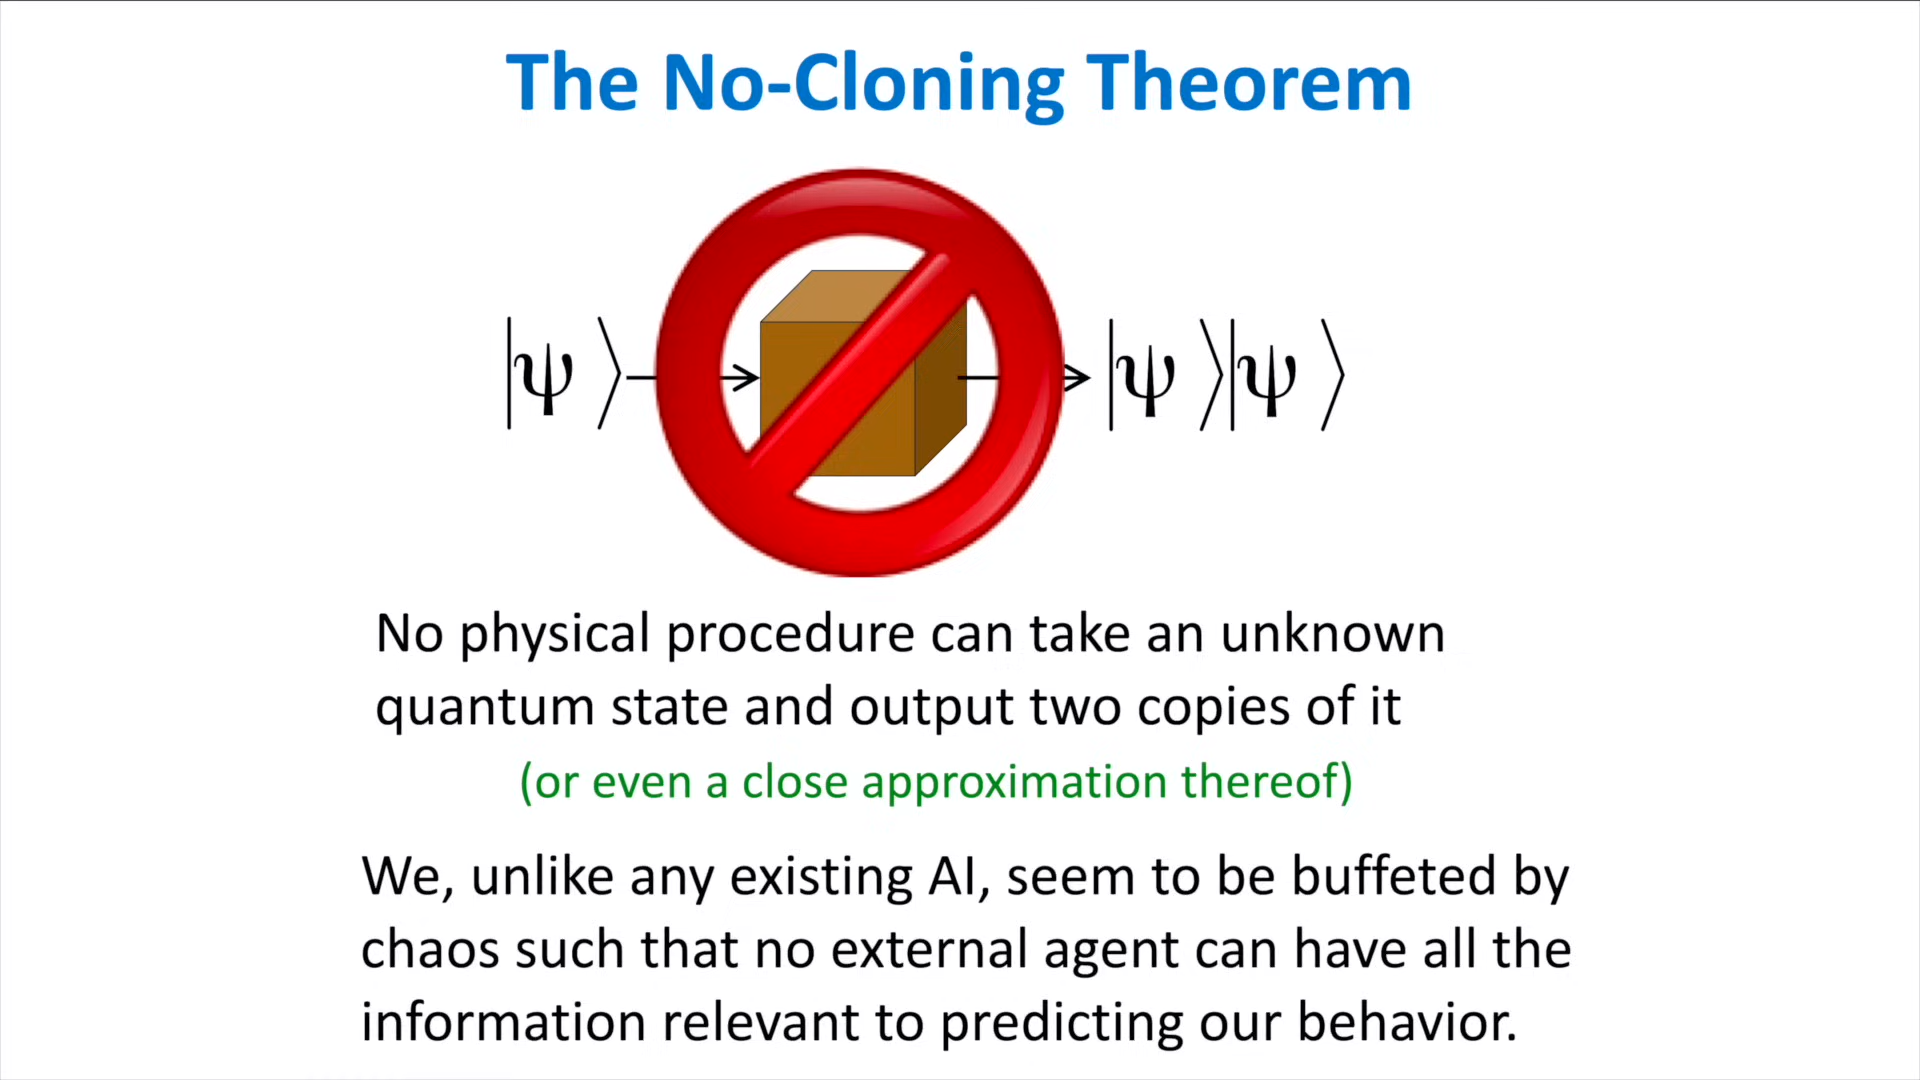 The No-Cloning Theorem
|ψ⟩ → → |ψ⟩|ψ⟩
No physical procedure can take an unknown
quantum state and output two copies of it
(or even a close approximation thereof)
We, unlike any existing AI, seem to be buffeted by
chaos such that no external agent can have all the
information relevant to predicting our behavior.